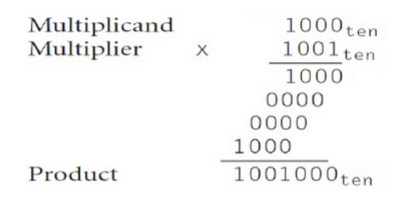 Multiplicand 1000ten
Multiplier x 1001ten
1000
0000
0000
1000
Product 1001000ten